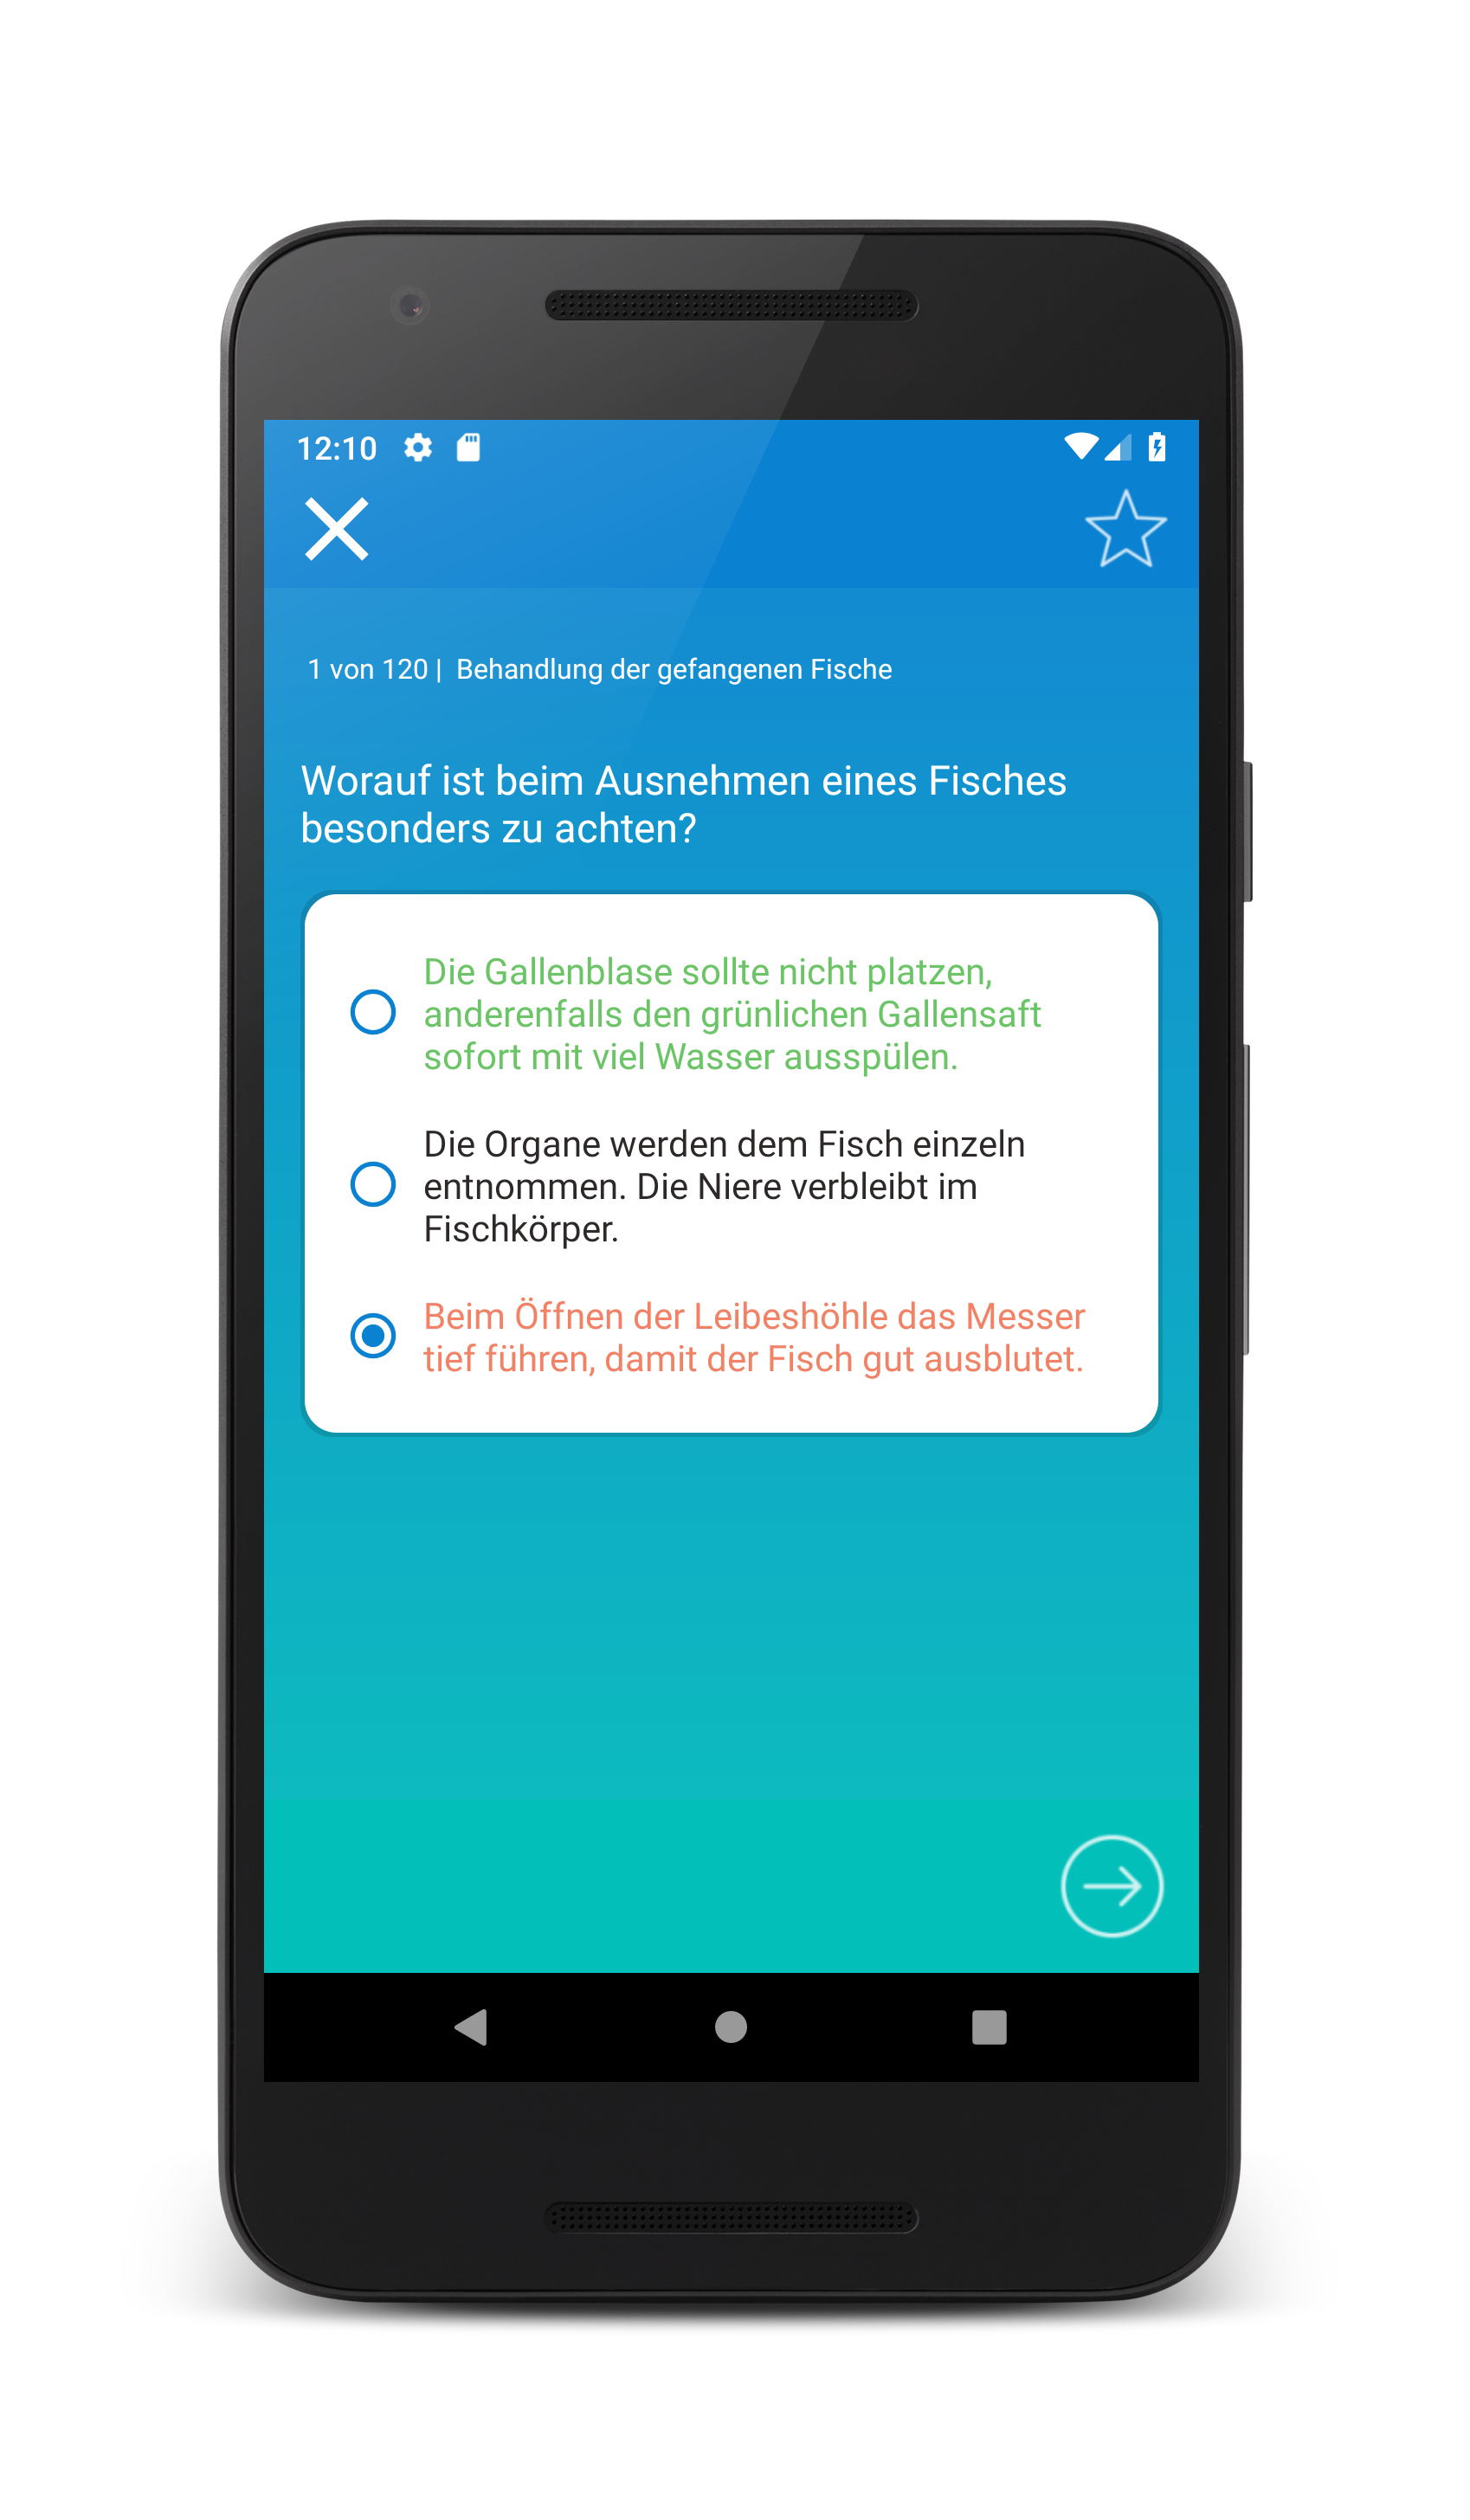 12:10
1 von 120 | Behandlung der gefangenen Fische
Worauf ist beim Ausnehmen eines Fisches
besonders zu achten?
Die Gallenblase sollte nicht platzen,
anderenfalls den grünlichen Gallensaft
sofort mit viel Wasser ausspülen.
Die Organe werden dem Fisch einzeln
entnommen. Die Niere verbleibt im
Fischkörper.
Beim Öffnen der Leibeshöhle das Messer
tief führen, damit der Fisch gut ausblutet.